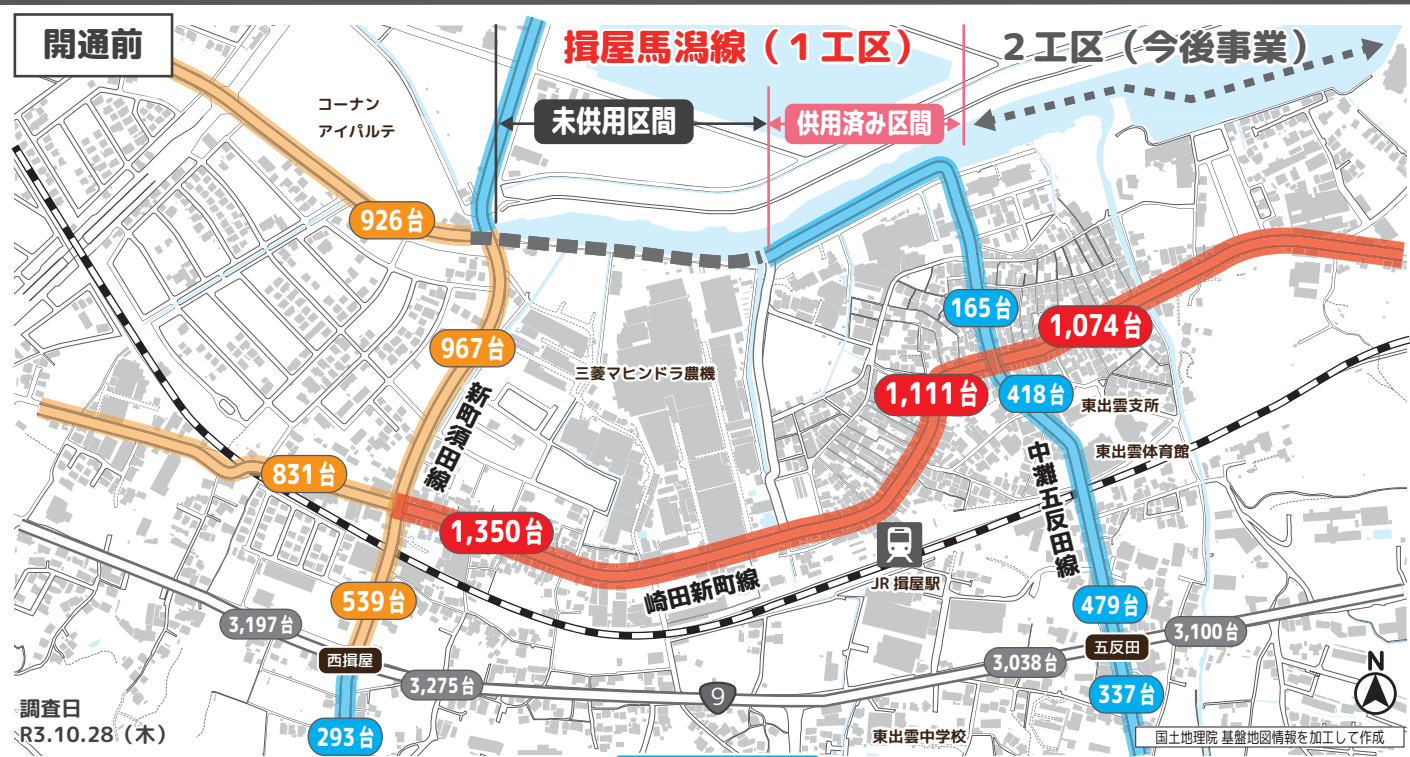 開通前
揖屋馬潟線（１工区）
２工区（今後事業）
コーナン
アイパルテ
未供用区間
供用済み区間
926台
165台
1,074台
967台
三菱マヒンドラ農機
1,111台
418台
東出雲支所
新町須田線
東出雲体育館
中灘五反田線
831台
1,350台
崎田新町線
JR 揖屋駅
539台
479台
3,197台
3,100台
西揖屋
五反田
3,275台
3,038台
9
337台
N
調査日
R3.10.28（木）
293台
東出雲中学校
国土地理院 基盤地図情報を加工して作成